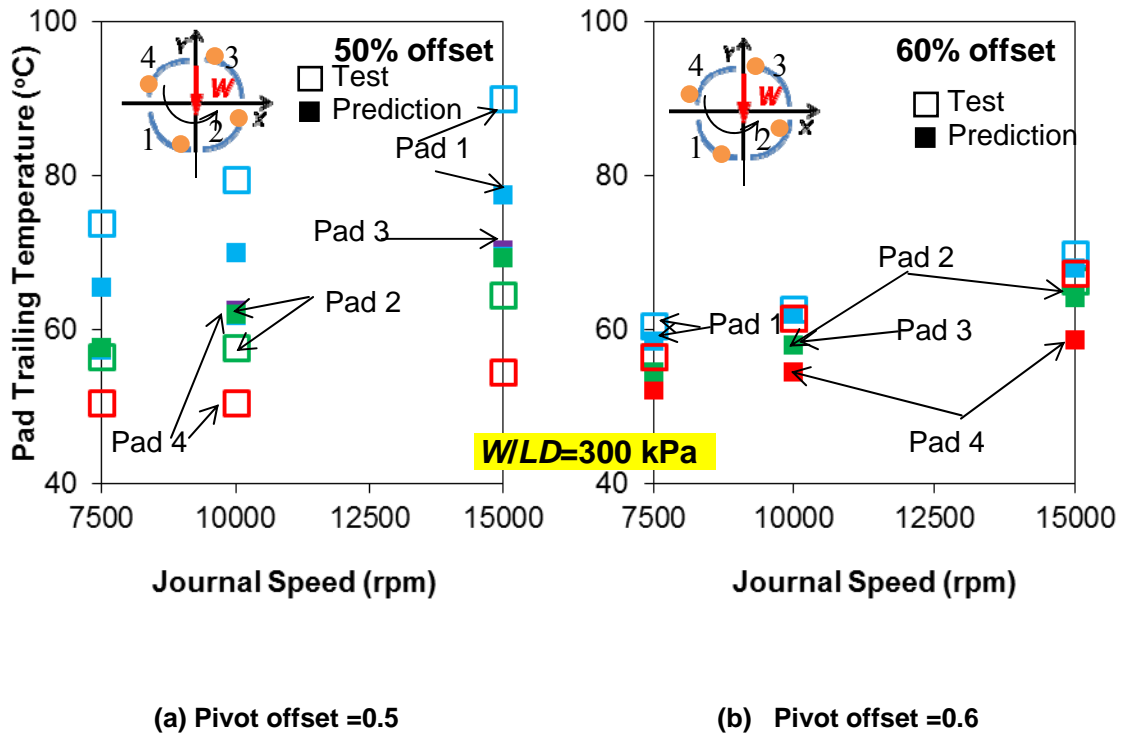 Pad Trailing Temperature (°C)
100
80
60
40
7500
10000
12500
15000
Journal Speed (rpm)
50% offset
Test
Prediction
4
Y
3
W
X
1
2
Pad 1
Pad 3
Pad 2
Pad 4
W/LD=300 kPa
100
80
60
40
7500
10000
12500
15000
Journal Speed (rpm)
60% offset
Test
Prediction
4
Y
3
W
X
1
2
Pad 2
Pad 1
Pad 3
Pad 4
(a) Pivot offset =0.5
(b) Pivot offset =0.6